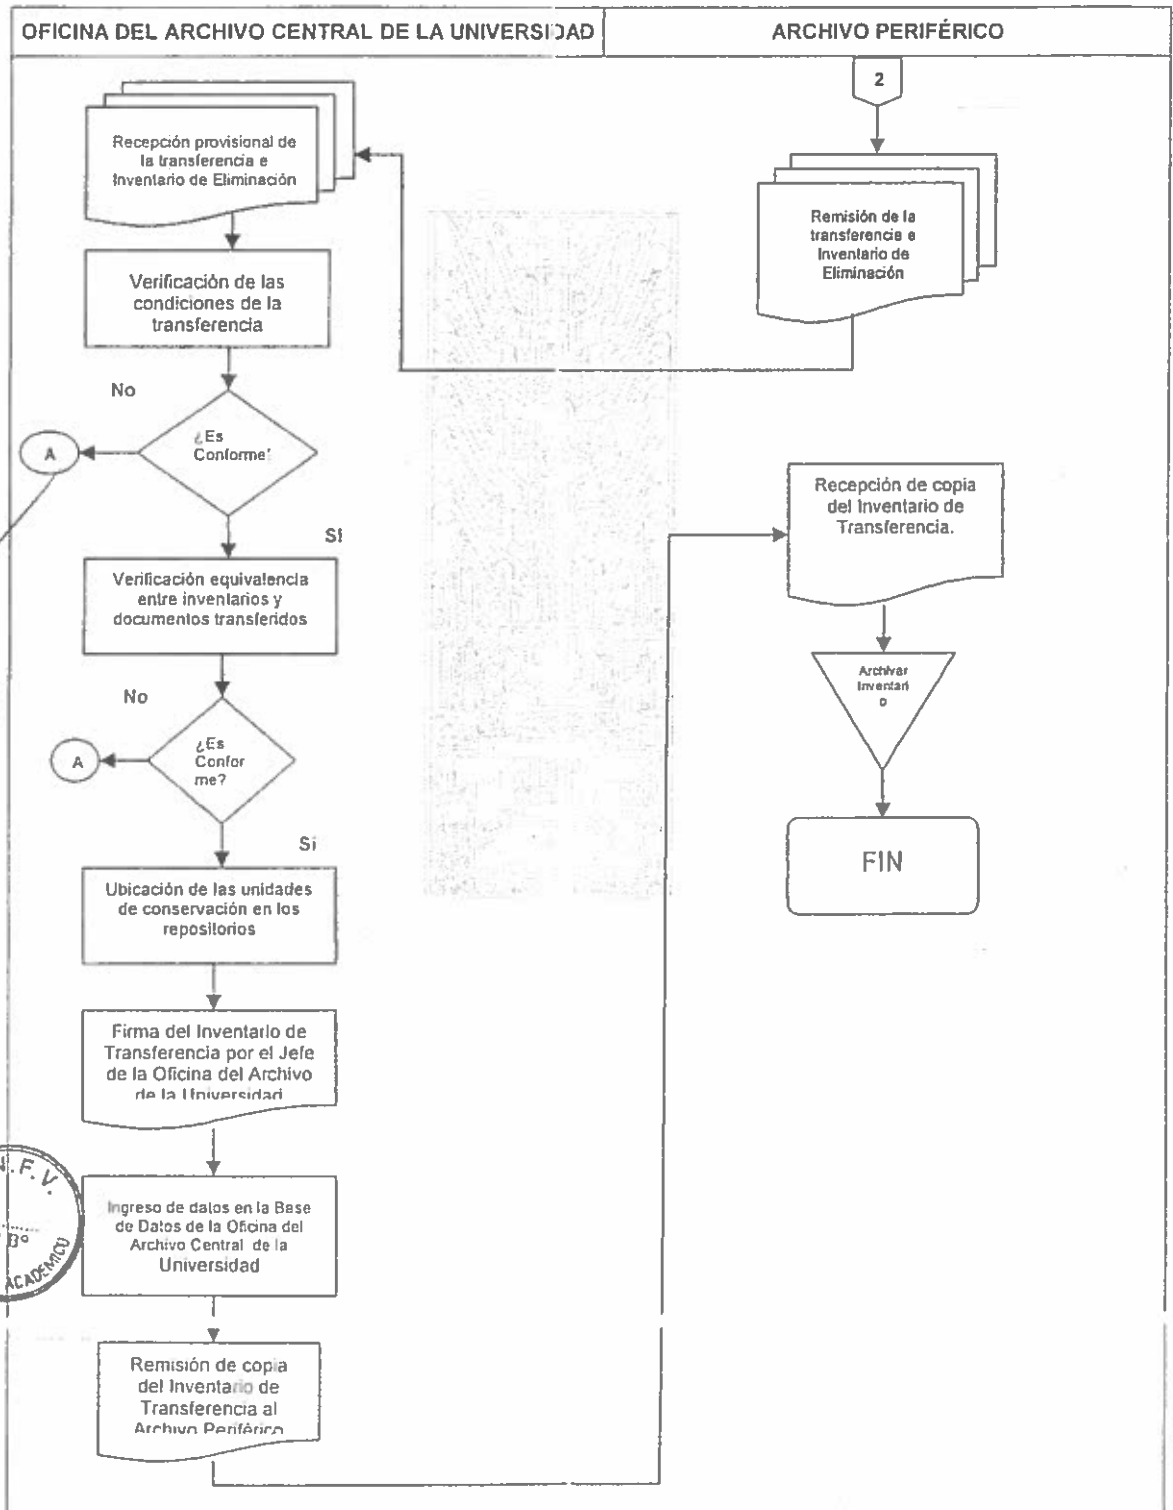 OFICINA DEL ARCHIVO CENTRAL DE LA UNIVERSIDAD
ARCHIVO PERIFÉRICO
2
Recepción provisional de
la transferencia e
Inventario de Eliminación
Remisión de la
transferencia e
Inventario de
Eliminación
Verificación de las
condiciones de la
transferencia
No
¿Es
Conforme?
A
Sí
Recepción de copia
del Inventario de
Transferencia.
Verificación equivalencia
entre inventarios y
documentos transferidos
Archivar
Inventari
o
No
¿Es
Confor
me?
A
Sí
FIN
Ubicación de las unidades
de conservación en los
repositorios
Firma del Inventario de
Transferencia por el Jefe
de la Oficina del Archivo
de la Universidad
Ingreso de datos en la Base
de Datos de la Oficina del
Archivo Central de la
Universidad
Remisión de copia
del Inventario de
Transferencia al
Archivo Periférico
.F.V.
Bº
ACADEMICO